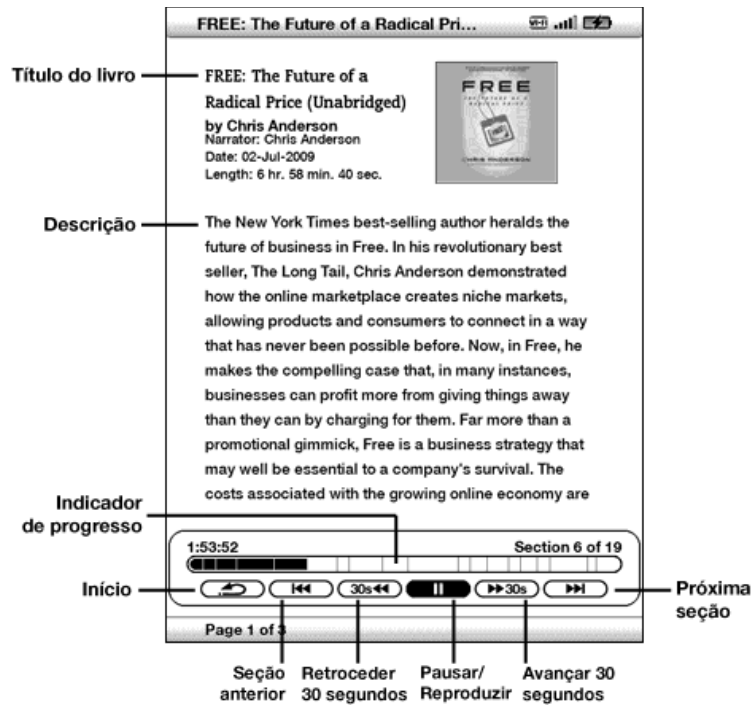 FREE: The Future of a Radical Pri...
Título do livro
FREE: The Future of a
Radical Price (Unabridged)
by Chris Anderson
Narrator: Chris Anderson
Date: 02-Jul-2009
Length: 6 hr. 58 min. 40 sec.
FREE
THE FUTURE OF A
RADICAL PRICE
CHRIS ANDERSON
Descrição
The New York Times best-selling author heralds the
future of business in Free. In his revolutionary best
seller, The Long Tail, Chris Anderson demonstrated
how the online marketplace creates niche markets,
allowing products and consumers to connect in a way
that has never been possible before. Now, in Free, he
makes the compelling case that, in many instances,
businesses can profit more from giving things away
than they can by charging for them. Far more than a
promotional gimmick, Free is a business strategy that
may well be essential to a company's survival. The
costs associated with the growing online economy are
Indicador
de progresso
1:53:52 Section 6 of 19
Início
30s
30s
Próxima
seção
Page 1 of 3
Seção
anterior
Retroceder
30 segundos
Pausar/
Reproduzir
Avançar 30
segundos